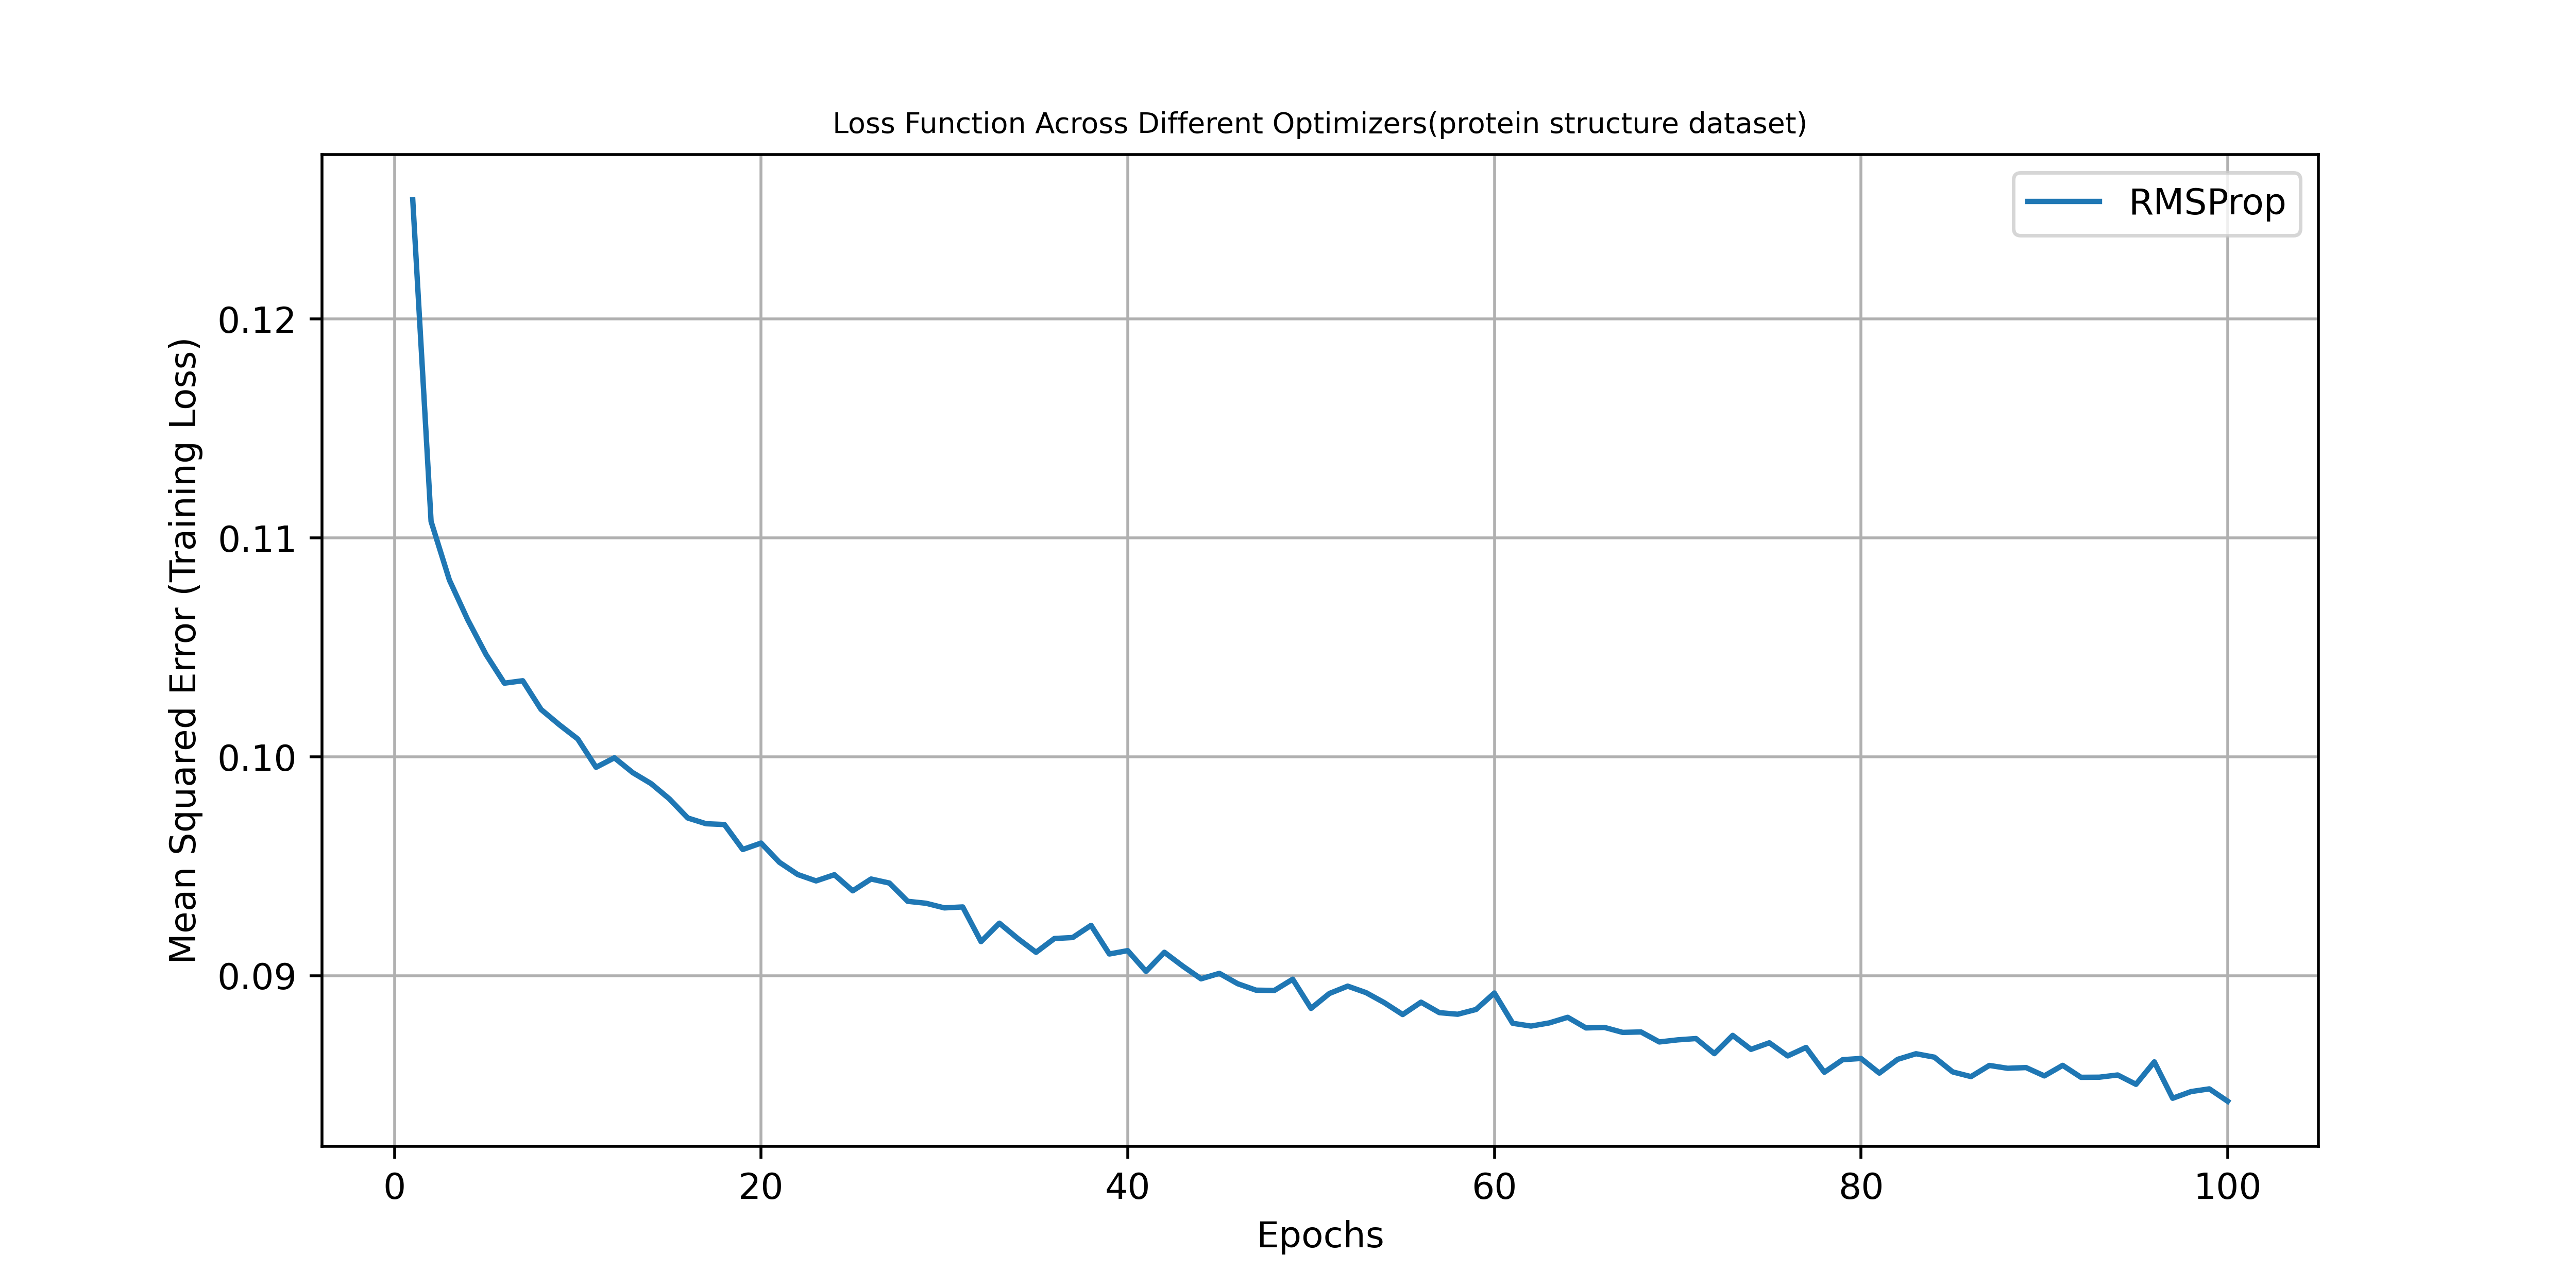 Loss Function Across Different Optimizers(protein structure dataset)
RMSProp
Mean Squared Error (Training Loss)
0.12
0.11
0.10
0.09
0 20 40 60 80 100
Epochs